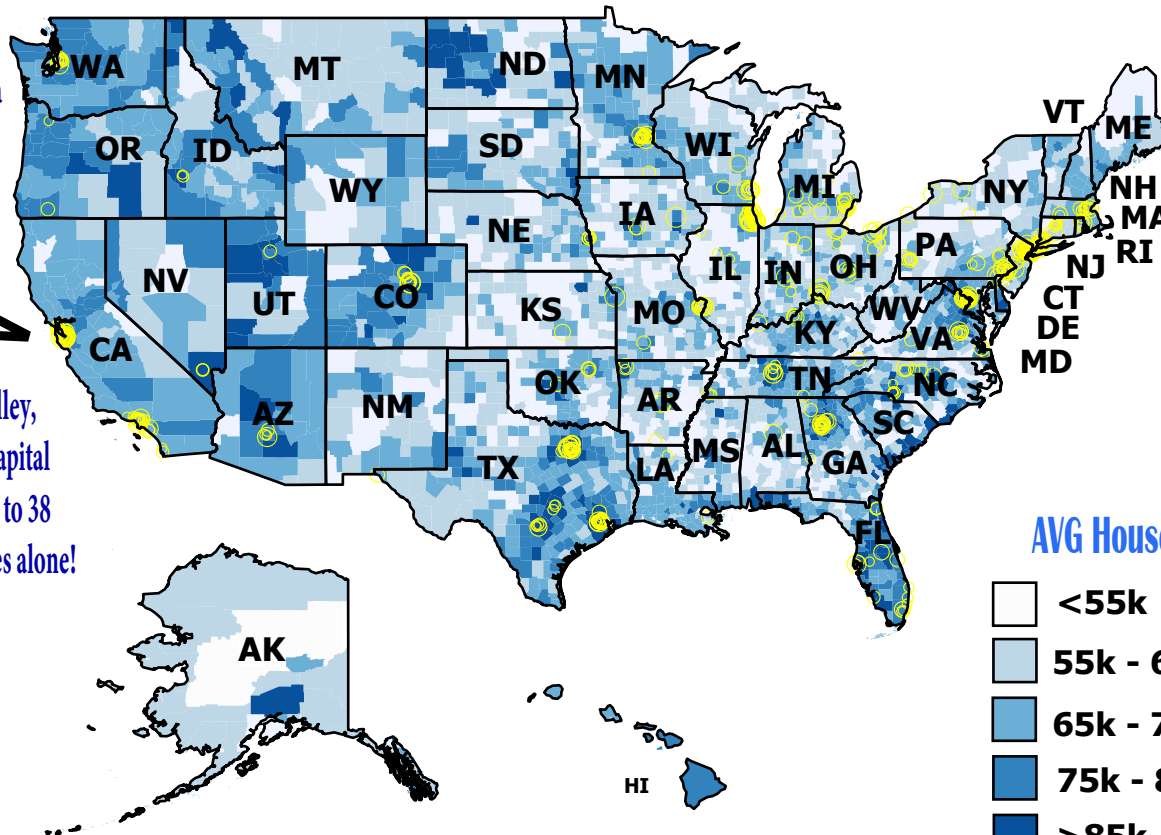 WA
MT
ND
MN
VT
ME
OR
ID
SD
WI
MI
NY
NH
WY
IA
MA
NE
PA
RI
NV
IL
IN
OH
NJ
UT
CO
CT
KS
MO
WV
DE
CA
KY
VA
MD
OK
TN
NC
AZ
NM
AR
SC
lley,
MS
AL
GA
TX
LA
apital
to 38
FL
es alone!
AVG House
<55k
AK
55k - 6
65k - 7
75k - 8
HI
>85k